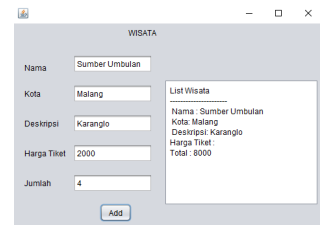 WISATA
Nama Sumber Umbulan
Kota Malang
Deskripsi Karanglo
Harga Tiket 2000
Jumlah 4
Add
List Wisata
----------------------
Nama : Sumber Umbulan
Kota: Malang
Deskripsi: Karanglo
Harga Tiket :
Total : 8000